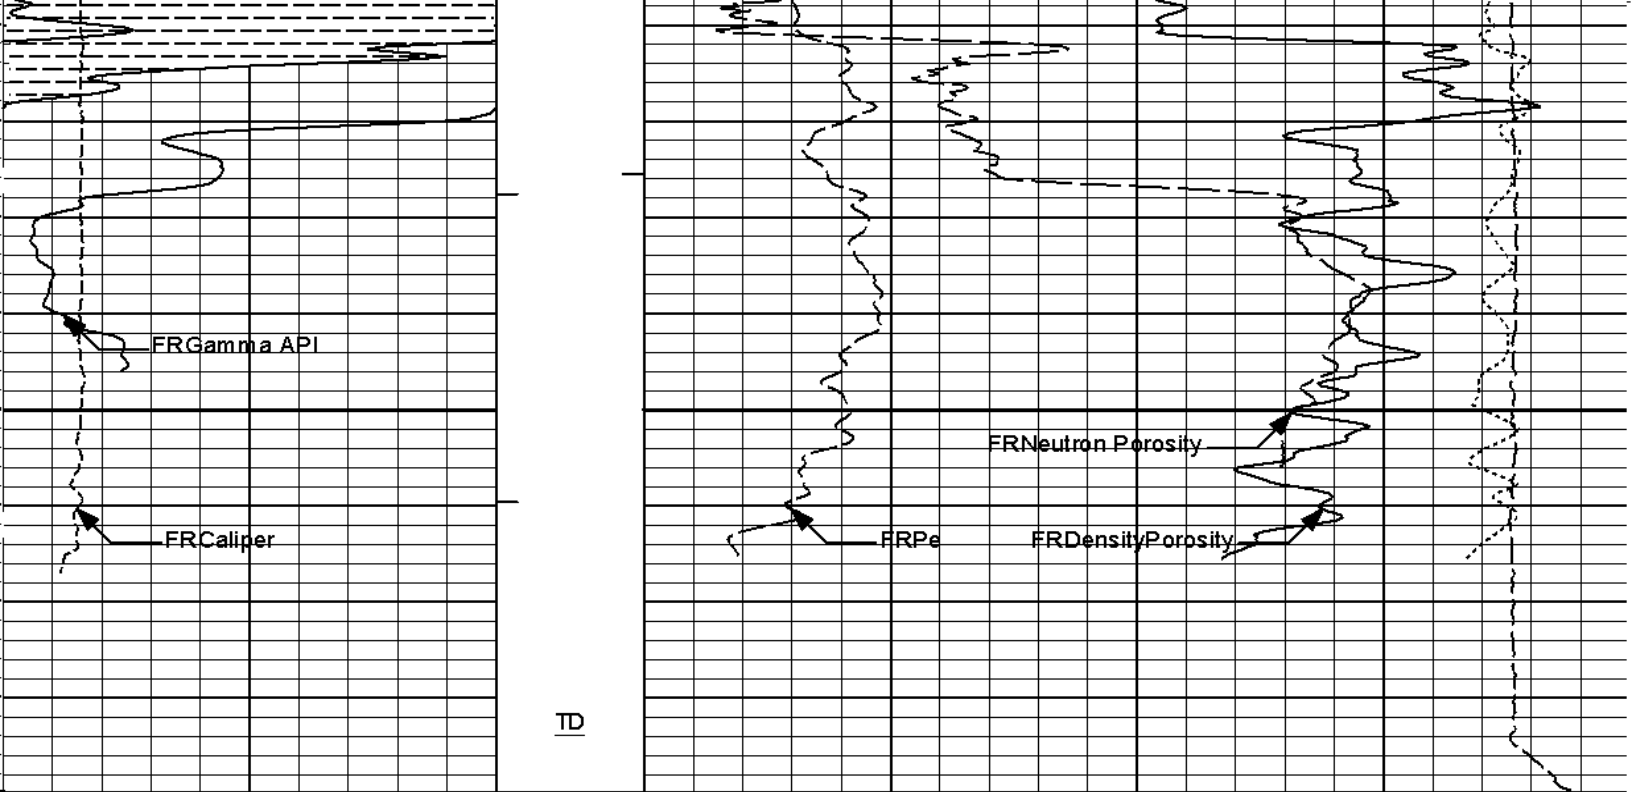 FRGamma API
FRNeutron Porosity
FRCaliper
FRPe
FRDensityPorosity
TD